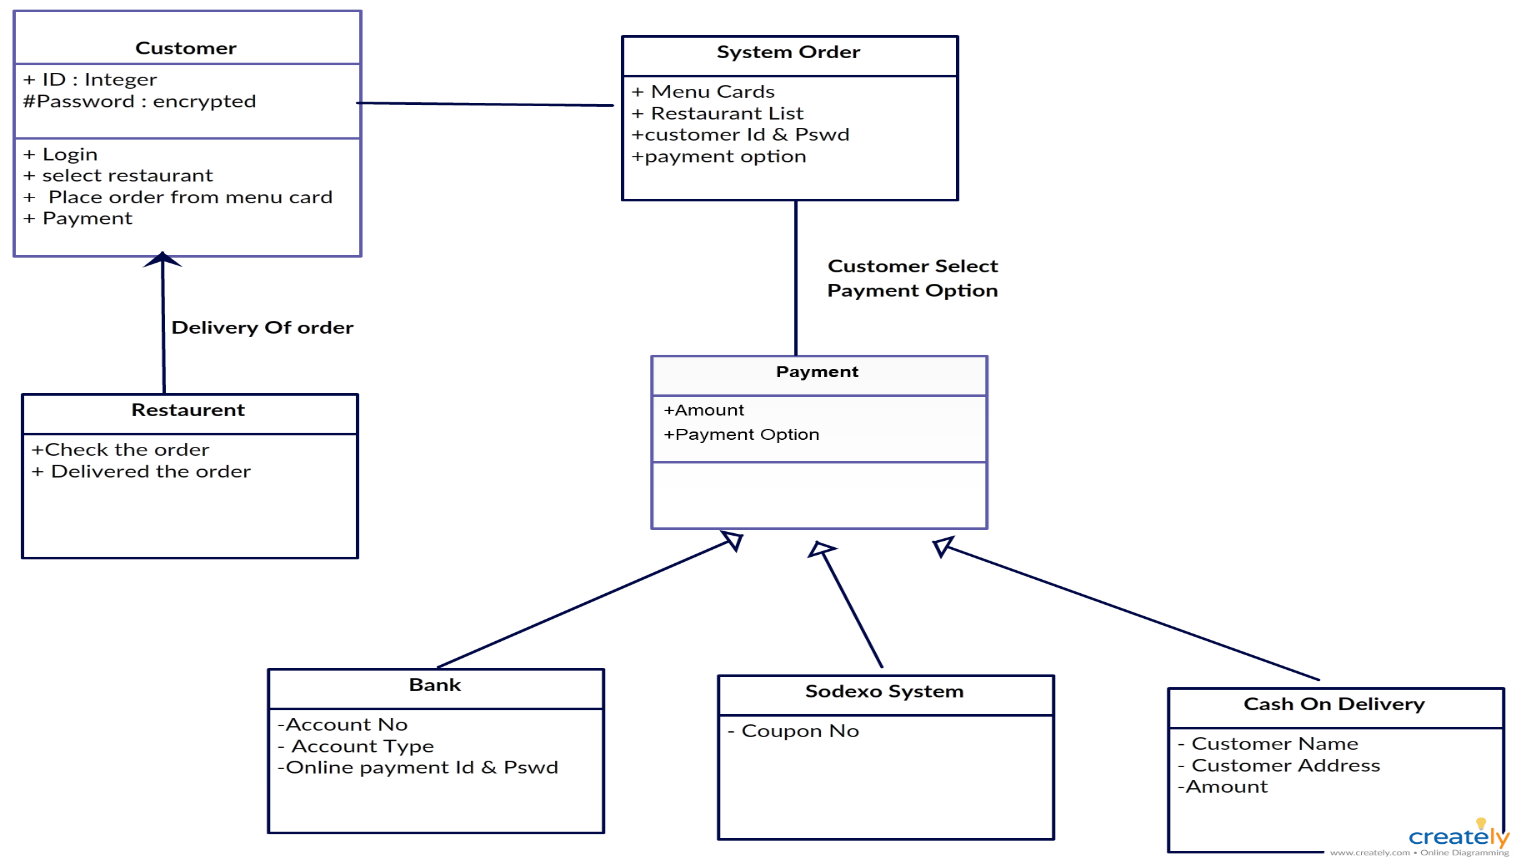 Customer
+ ID : Integer
#Password : encrypted
+ Login
+ select restaurant
+  Place order from menu card
+ Payment
System Order
+ Menu Cards
+ Restaurant List
+customer Id & Pswd
+payment option
Customer Select
Payment Option
Delivery Of order
Restaurent
+Check the order
+ Delivered the order
Payment
+Amount
+Payment Option
Bank
-Account No
- Account Type
-Online payment Id & Pswd
Sodexo System
- Coupon No
Cash On Delivery
- Customer Name
- Customer Address
-Amount
creately
www.creately.com • Online Diagramming